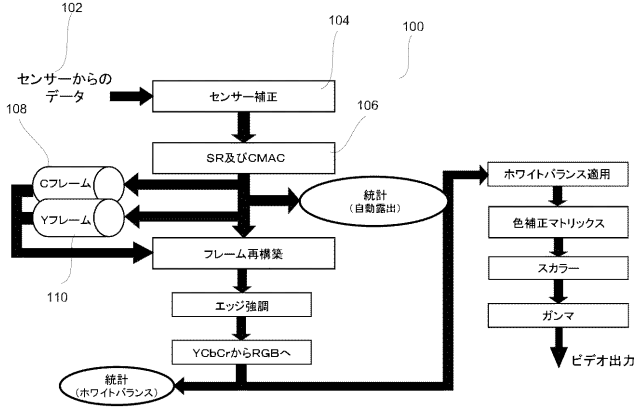 102
センサーからの
データ
104
センサー補正
100
106
SR及びCMAC
108
Cフレーム
Yフレーム
110
統計
(自動露出)
フレーム再構築
エッジ強調
YCbCrからRGBへ
統計
(ホワイトバランス)
ホワイトバランス適用
色補正マトリックス
スカラー
ガンマ
ビデオ出力